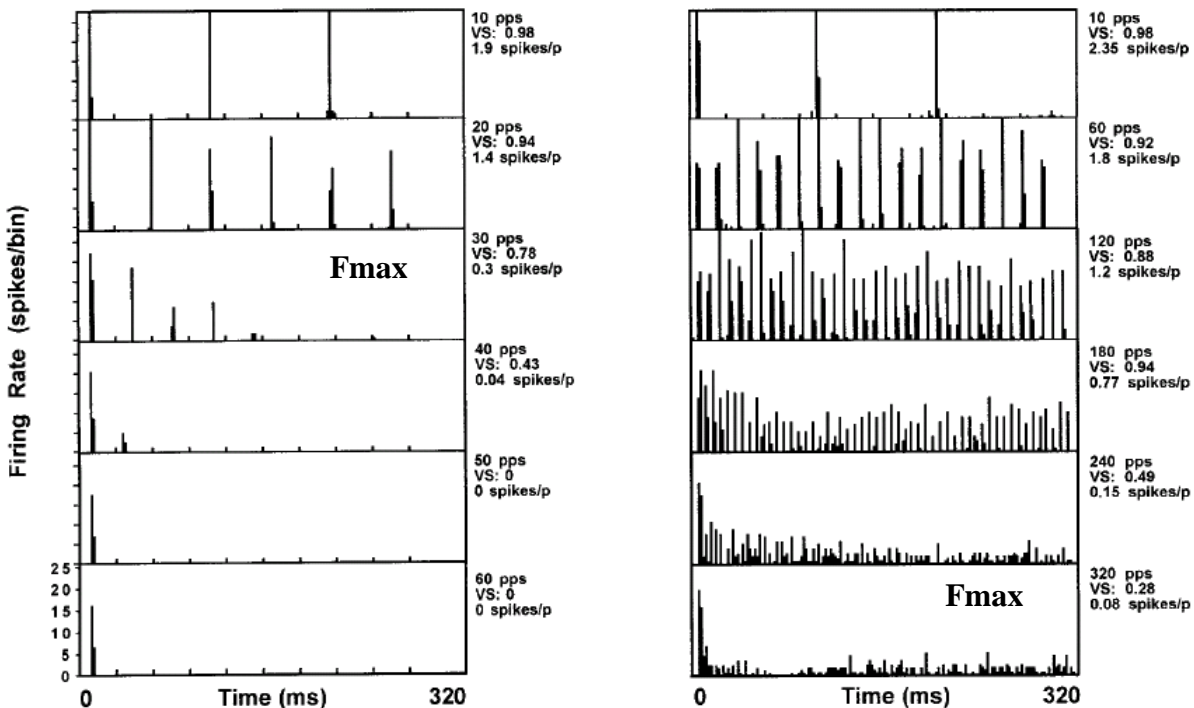 10 pps
VS: 0.98
1.9 spikes/p
20 pps
VS: 0.94
1.4 spikes/p
30 pps
VS: 0.78
0.3 spikes/p
Fmax
40 pps
VS: 0.43
0.04 spikes/p
50 pps
VS: 0
0 spikes/p
60 pps
VS: 0
0 spikes/p
Firing Rate (spikes/bin)
25
20
15
10
5
0
0 Time (ms) 320
10 pps
VS: 0.98
2.35 spikes/p
60 pps
VS: 0.92
1.8 spikes/p
120 pps
VS: 0.88
1.2 spikes/p
180 pps
VS: 0.94
0.77 spikes/p
240 pps
VS: 0.49
0.15 spikes/p
320 pps
VS: 0.28
0.08 spikes/p
Fmax
0 Time (ms) 320